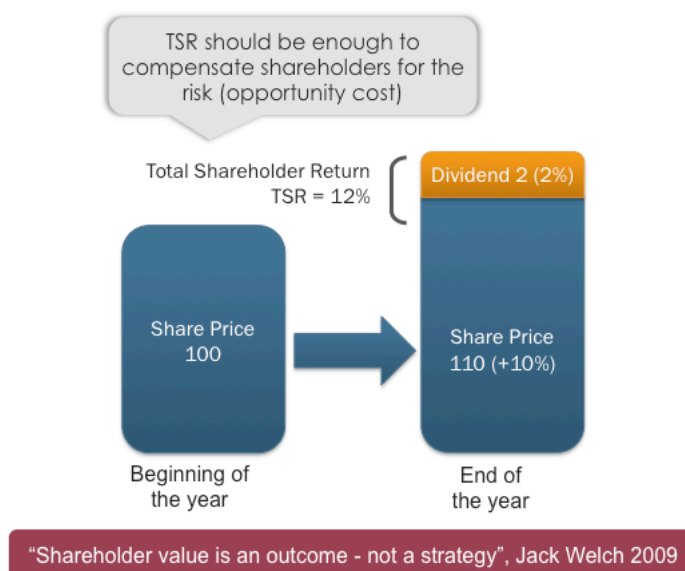 TSR should be enough to
compensate shareholders for the
risk (opportunity cost)
Total Shareholder Return
TSR = 12%
Dividend 2 (2%)
Share Price
100
Share Price
110 (+10%)
Beginning of
the year
End of
the year
“Shareholder value is an outcome - not a strategy”, Jack Welch 2009